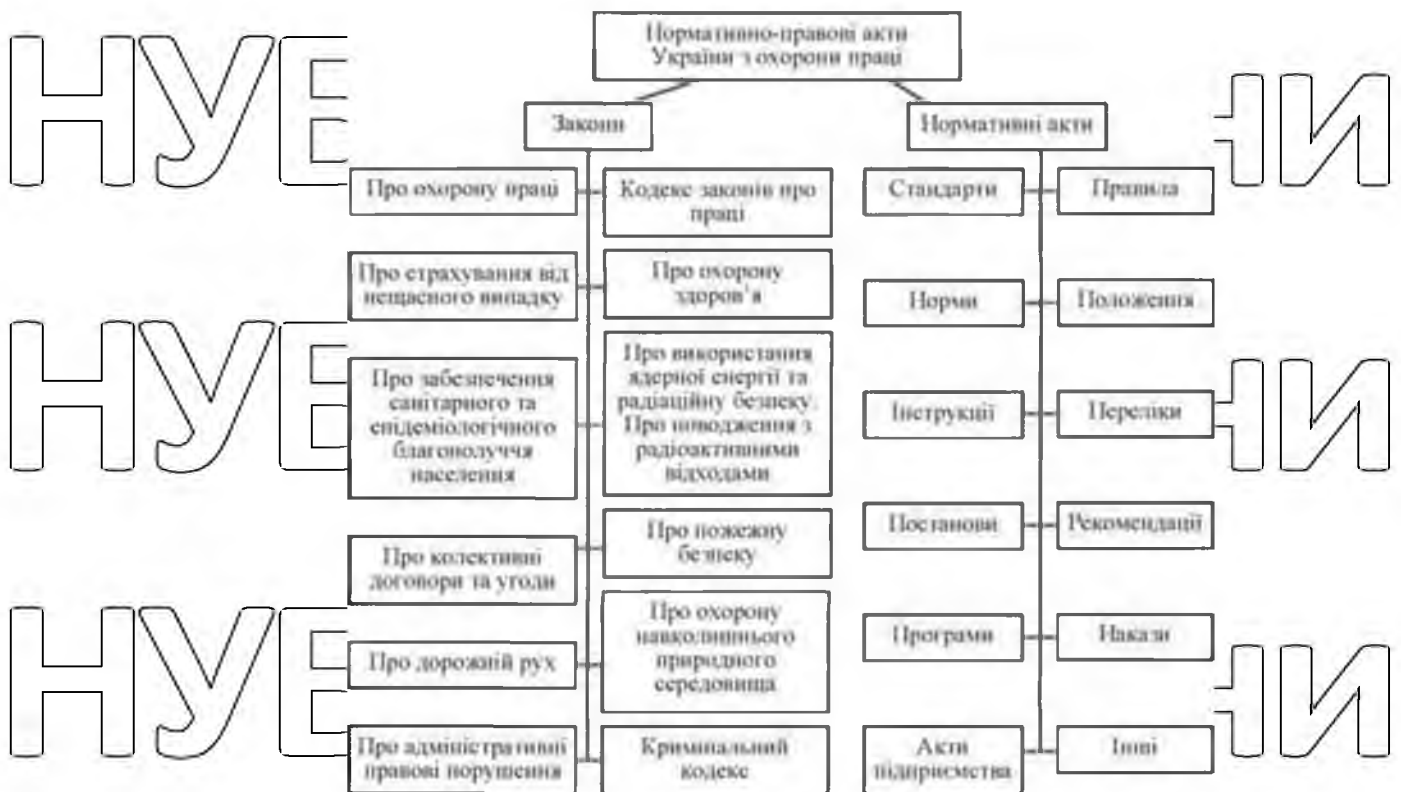 Нормативно-правові акти
України з охорони праці
Закони
Нормативні акти
Про охорону праці
Кодекс законів про
праці
Стандарти
Правила
Про страхування від
нещасного випадку
Про охорону
здоров'я
Норми
Положення
Про забезпечення
санітарного та
епідеміологічного
благополуччя
населення
Про використання
ядерної енергії та
радіаційну безпеку.
Про поводження з
радіоактивними
відходами
Інструкції
Переліки
Про колективні
договори та угоди
Про пожежну
безпеку
Постанови
Рекомендації
Про дорожній рух
Про охорону
навколишнього
природного
середовища
Програми
Накази
Про адміністративні
правові порушення
Кримінальний
кодекс
Акти
підприємства
Інші
НУБ
НИ
НУБ
НИ
НУБ
НИ